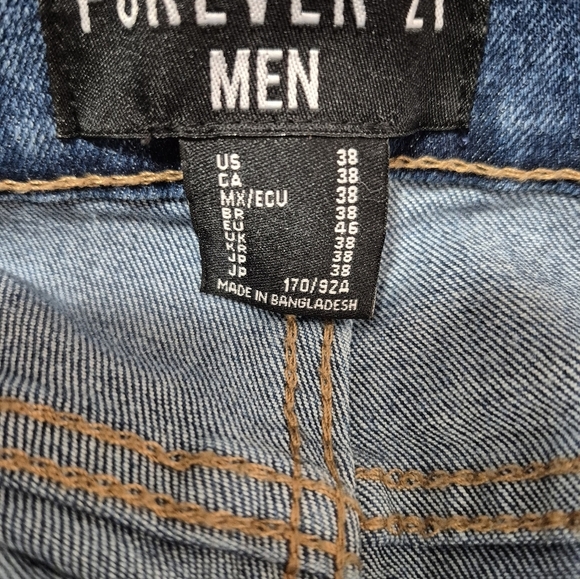 FOREVER 21
MEN
US 38
CA 38
MX/ECU 38
BR 38
EU 46
UK 38
KR 38
JP 38
JP 170/92A
MADE IN BANGLADESH